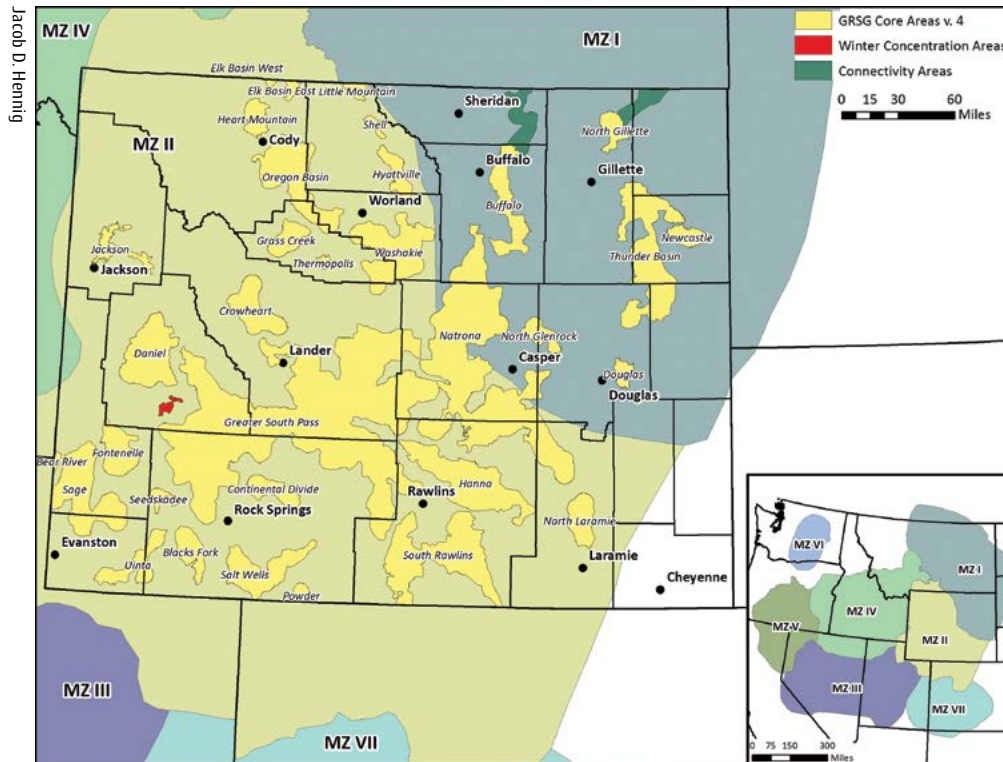 Jacob D. Hennig
MZ IV
MZ I
GRSG Core Areas v. 4
Winter Concentration Areas
Connectivity Areas
0 15 30 60
Miles
Elk Basin West
Elk Basin East
Little Mountain
Sheridan
Heart Mountain
Shell
North Gillette
MZ II
Cody
Buffalo
Gillette
Oregon Basin
Hyattville
Worland
Buffalo
Newcastle
Grass Creek
Washakie
Thunder Basin
Jackson
Thermopolis
Jackson
Crowheart
Natrona
North Glenrock
Daniel
Lander
Casper
Douglas
Douglas
Greater South Pass
Bear River
Fontenelle
Sage
Seedskadee
Continental Divide
Rawlins
Hanna
Rock Springs
North Laramie
Evanston
Uinta
Blacks Fork
Salt Wells
South Rawlins
Laramie
Powder
Cheyenne
MZ III
MZ VII
MZ VI
MZ I
MZ IV
MZ V
MZ II
MZ III
MZ VII
0 75 150 300
Miles